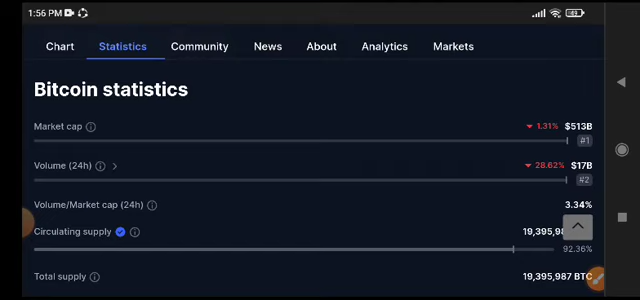 1:56 PM
Chart Statistics Community News About Analytics Markets
Bitcoin statistics
Market cap 1.31% $513B
#1
Volume (24h) 28.62% $17B
#2
Volume/Market cap (24h) 3.34%
Circulating supply
92.36%
Total supply 19,395,987 BTC